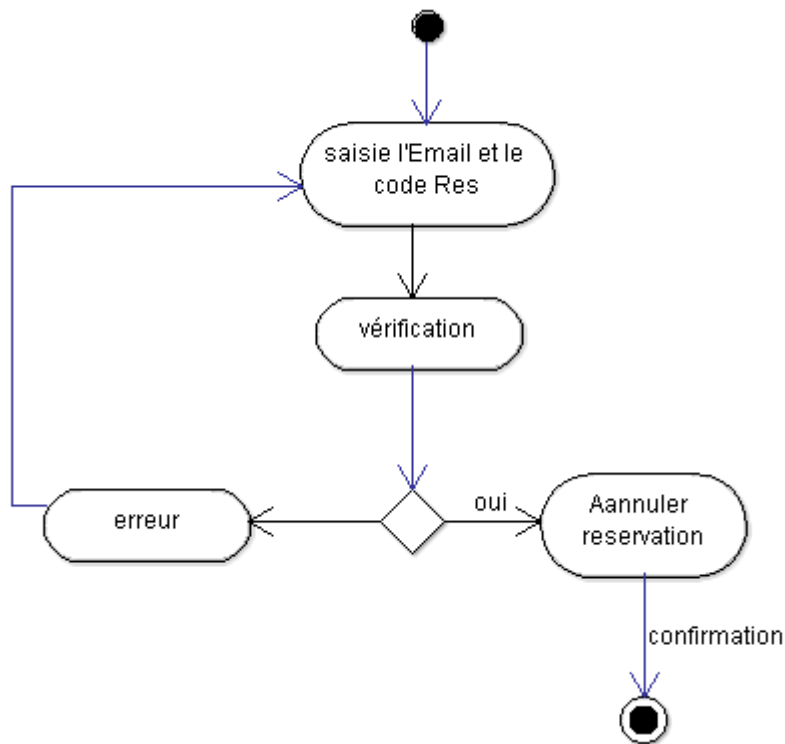 saisie l'Email et le
code Res
vérification
erreur
oui
Aannuler
reservation
confirmation